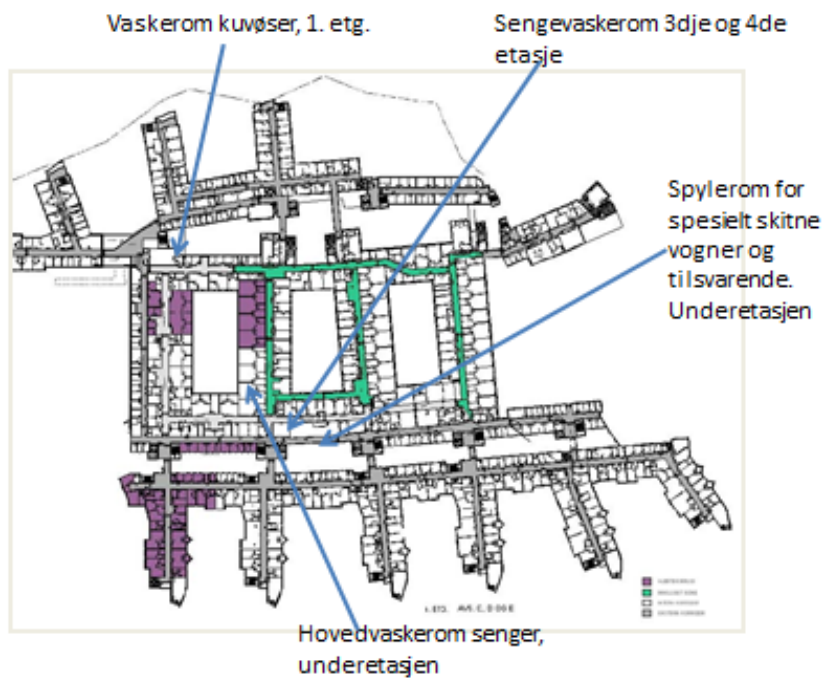 Vaskerom kuvøser, 1. etg.
Sengevaskerom 3dje og 4de
etasje
Spylerom for
spesielt skitne
vogner og
tilsvarende.
Underetasjen
Hovedvaskerom senger,
underetasjen